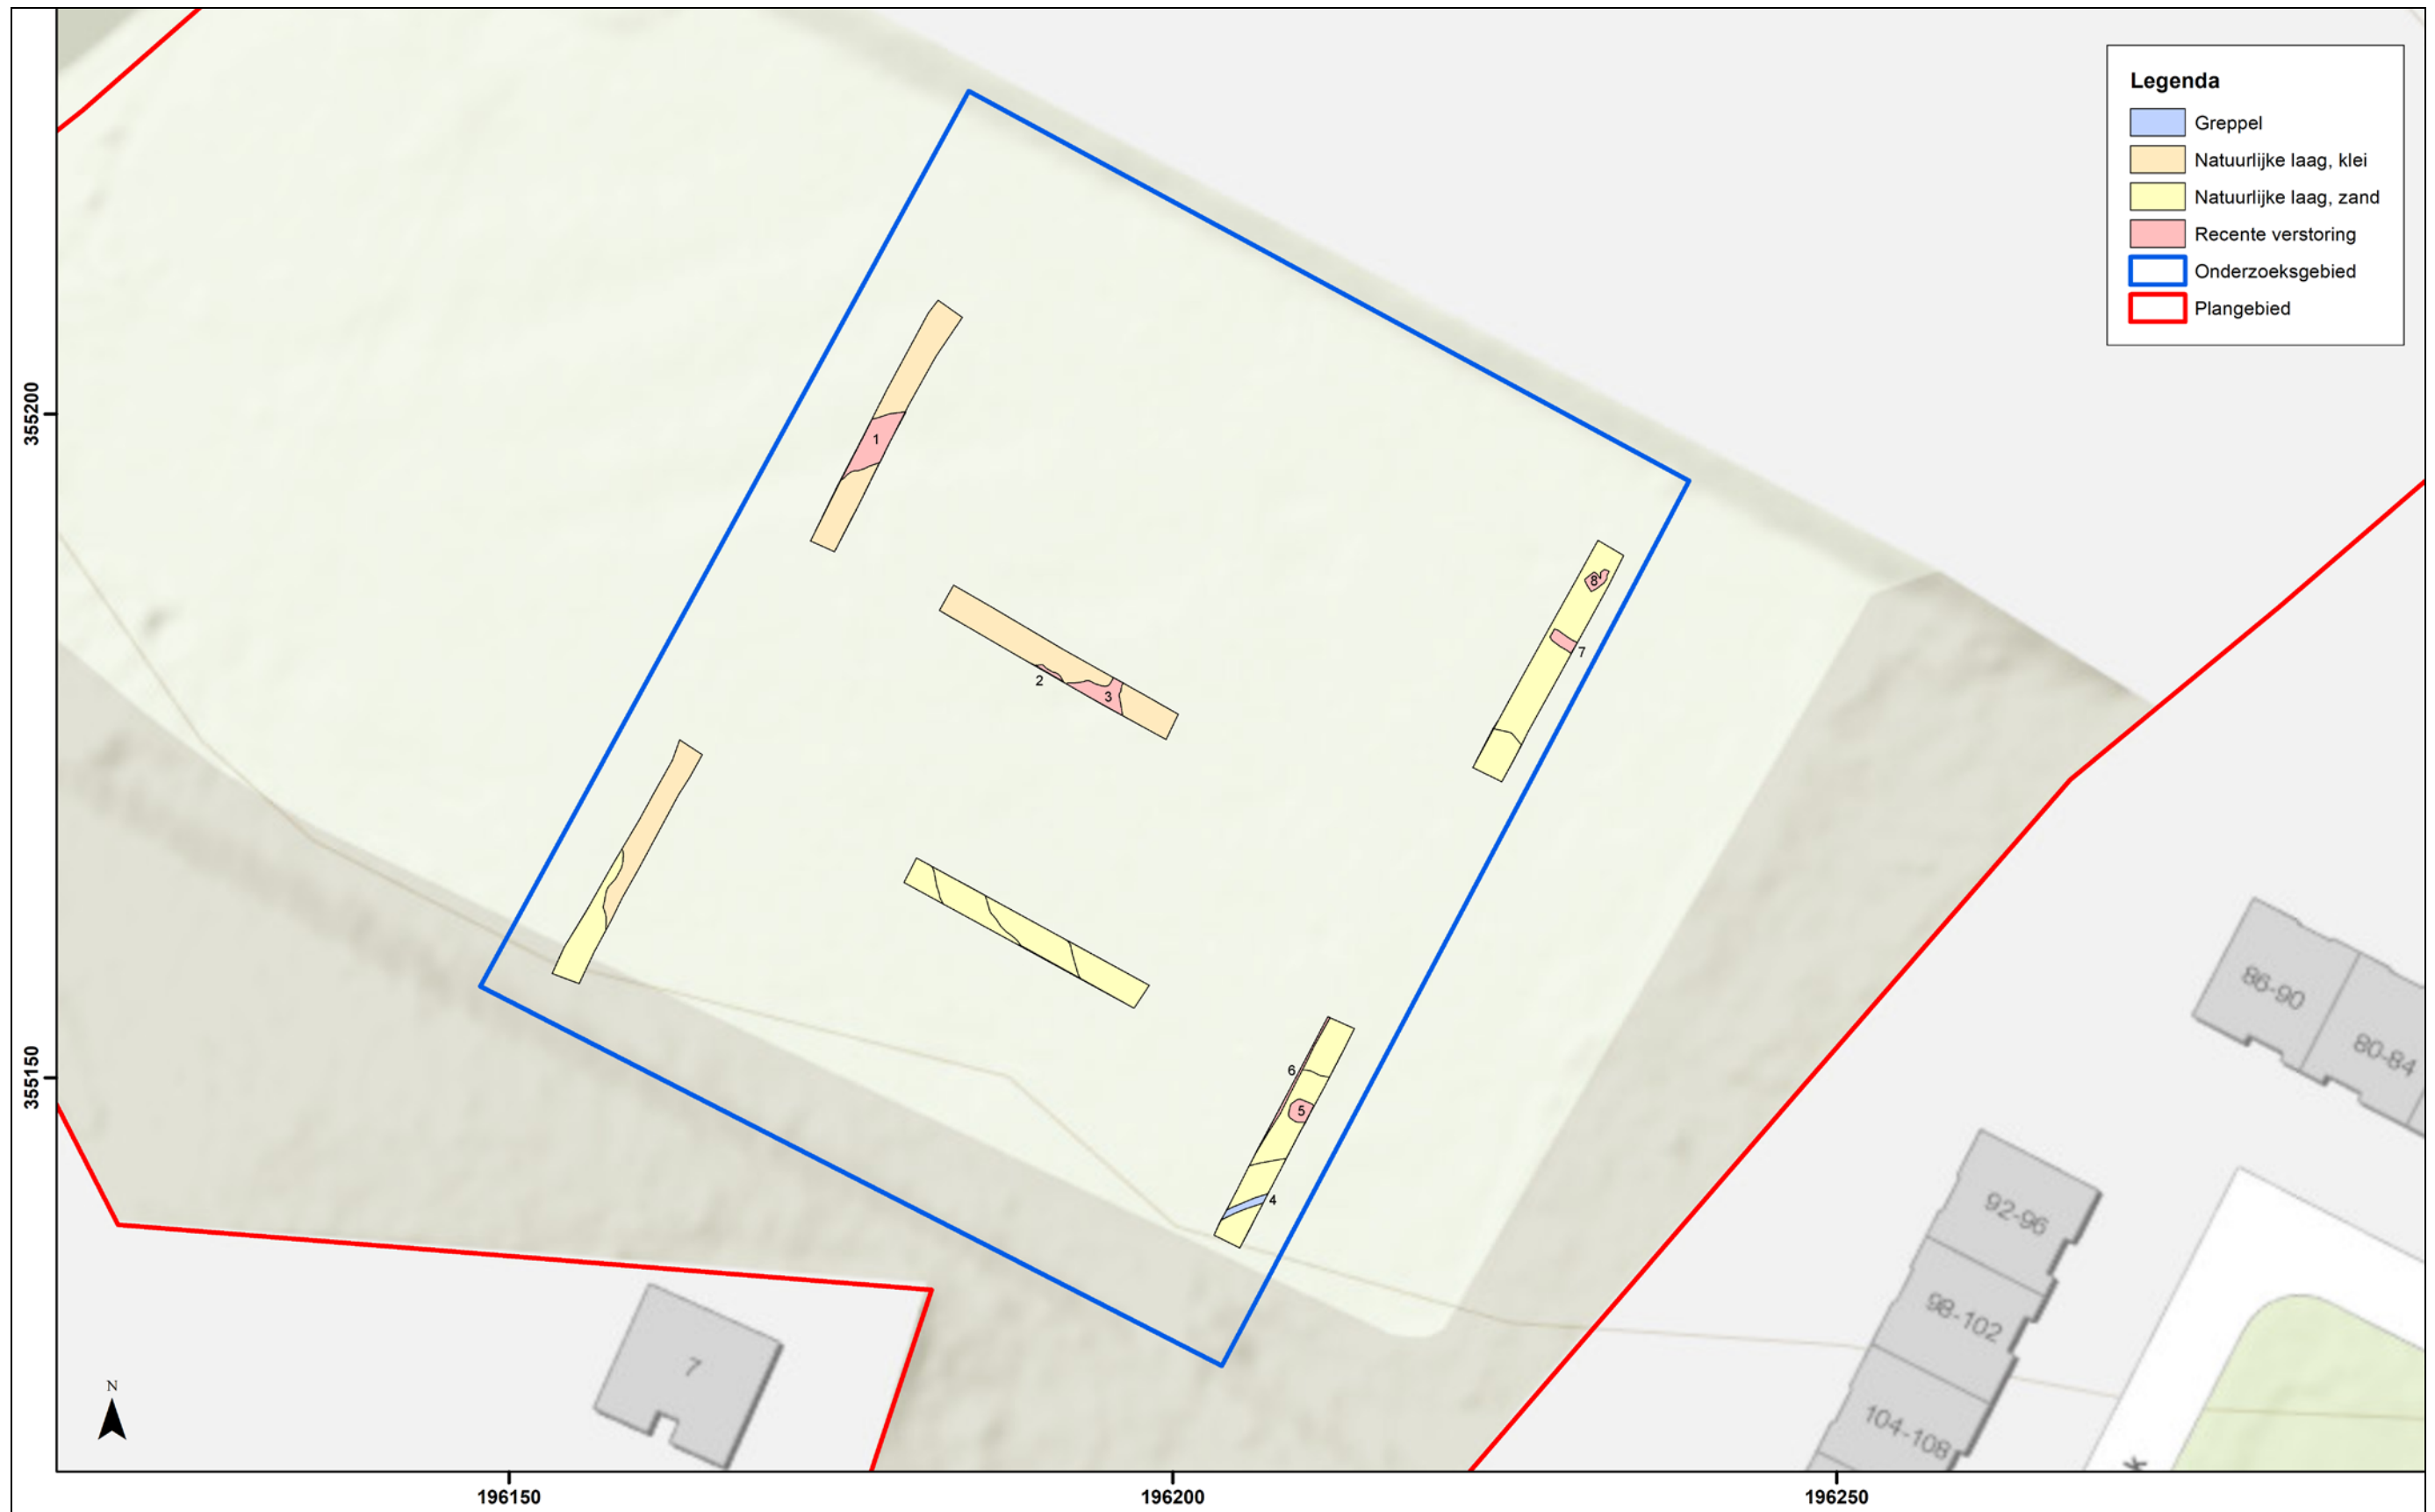 Legenda
Greppel
Natuurlijke laag, klei
Natuurlijke laag, zand
Recente verstoring
Onderzoeksgebied
Plangebied
355200
1
8
7
2
3
86-90
80-84
355150
6
5
4
92-96
98-102
104-108
7
N
k
196150
196200
196250